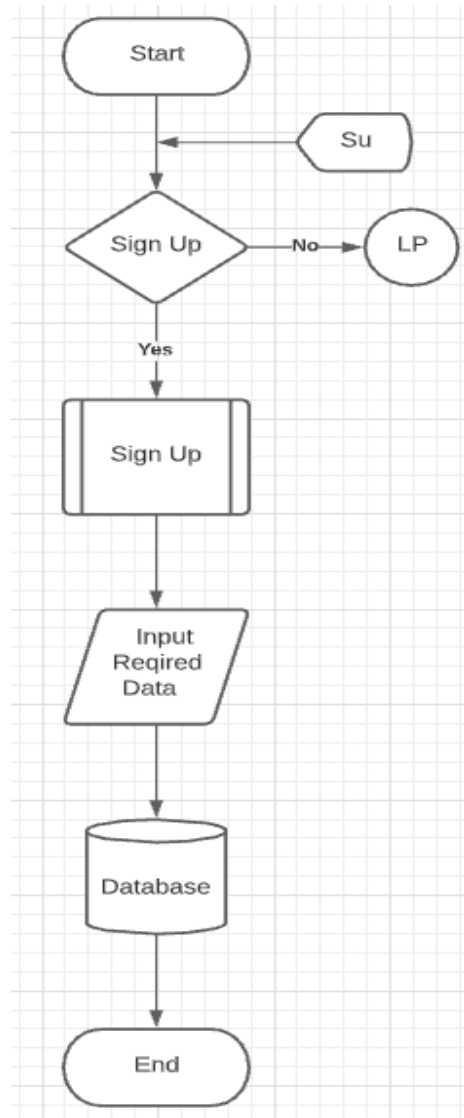 Start
Su
Sign Up
No
LP
Yes
Sign Up
Input
Reqired
Data
Database
End